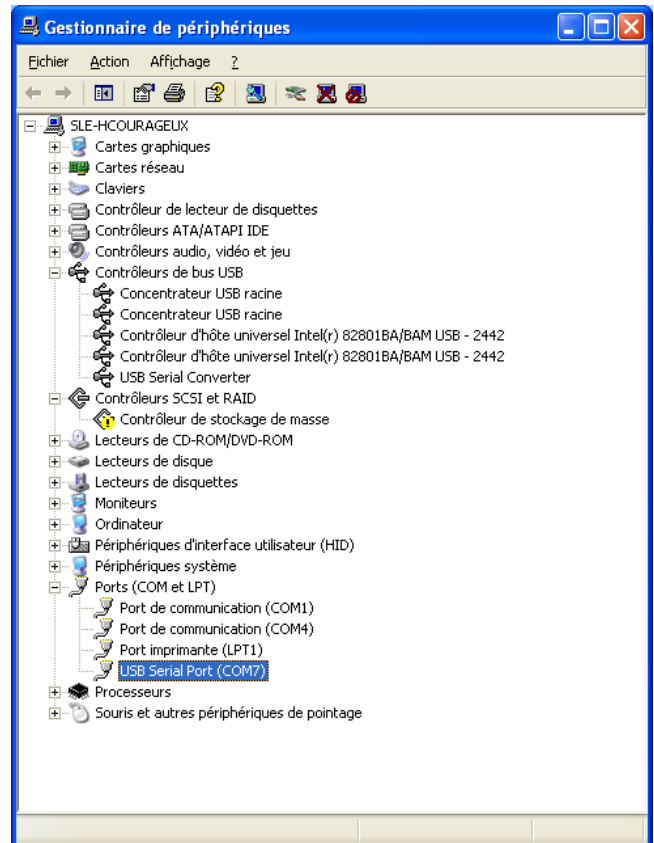 Gestionnaire de périphériques
Fichier Action Affichage ?
SLE-HCOURAGEUX
Cartes graphiques
Cartes réseau
Claviers
Contrôleur de lecteur de disquettes
Contrôleurs ATA/ATAPI IDE
Contrôleurs audio, vidéo et jeu
Contrôleurs de bus USB
Concentrateur USB racine
Concentrateur USB racine
Contrôleur d'hôte universel Intel(r) 82801BA/BAM USB - 2442
Contrôleur d'hôte universel Intel(r) 82801BA/BAM USB - 2442
USB Serial Converter
Contrôleurs SCSI et RAID
Contrôleur de stockage de masse
Lecteurs de CD-ROM/DVD-ROM
Lecteurs de disque
Lecteurs de disquettes
Moniteurs
Ordinateur
Périphériques d'interface utilisateur (HID)
Périphériques système
Ports (COM et LPT)
Port de communication (COM1)
Port de communication (COM4)
Port imprimante (LPT1)
USB Serial Port (COM7)
Processeurs
Souris et autres périphériques de pointage